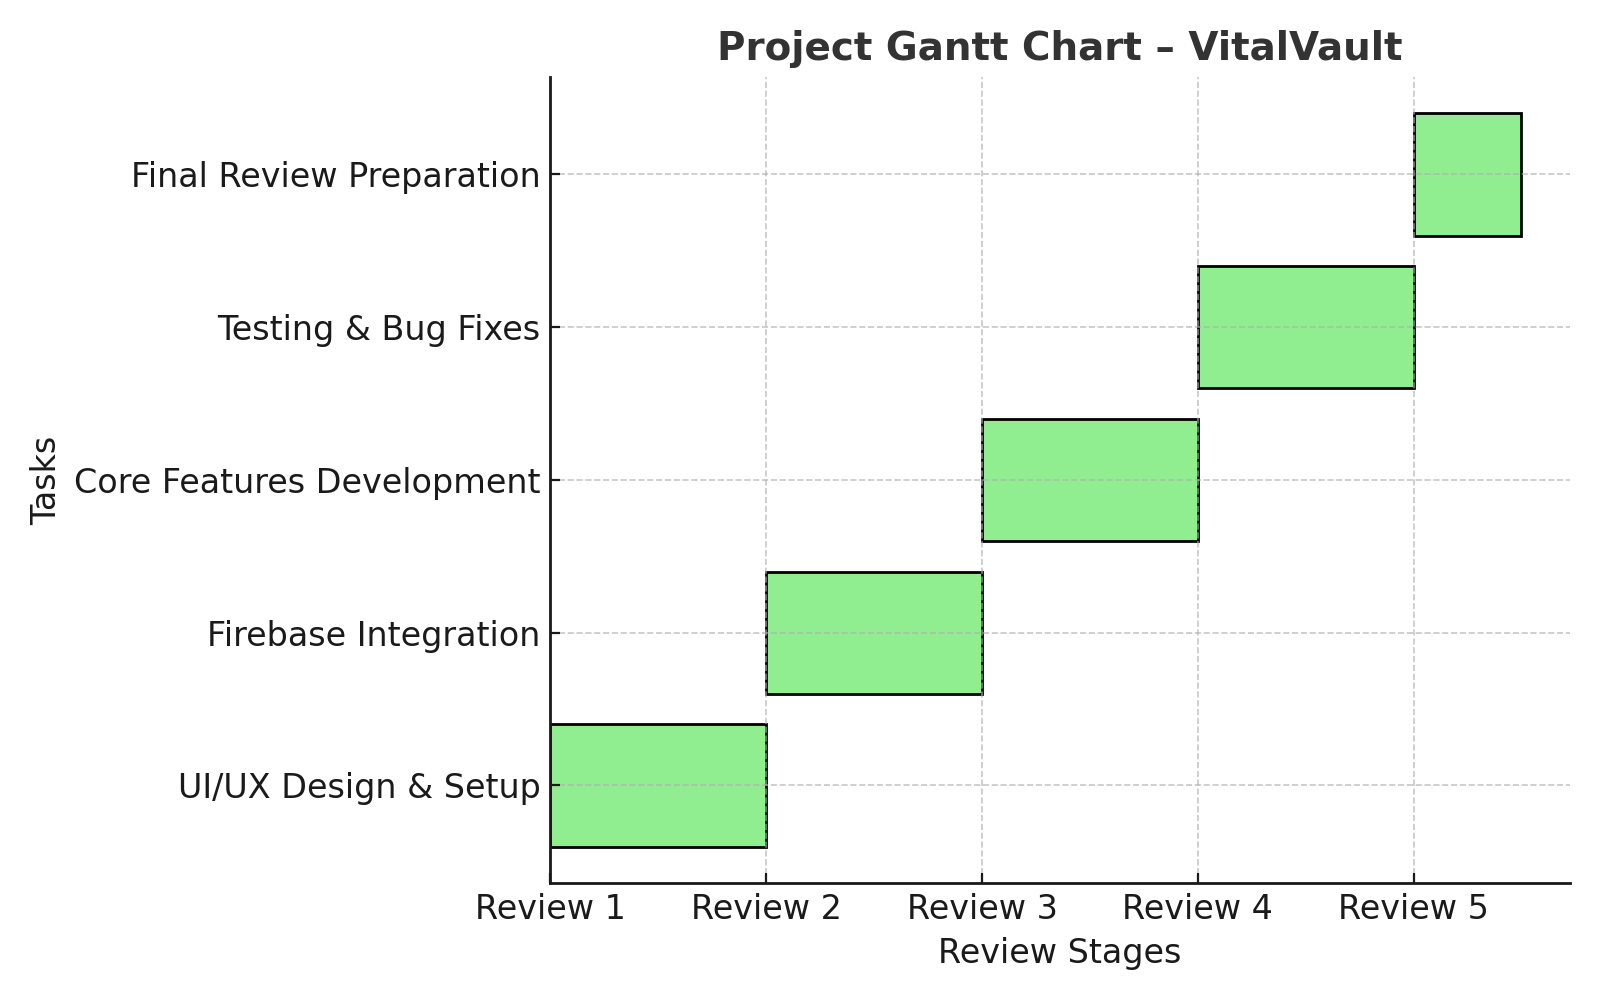 Project Gantt Chart – VitalVault
Final Review Preparation
Testing & Bug Fixes
Core Features Development
Firebase Integration
UI/UX Design & Setup
Tasks
Review 1
Review 2
Review 3
Review 4
Review 5
Review Stages